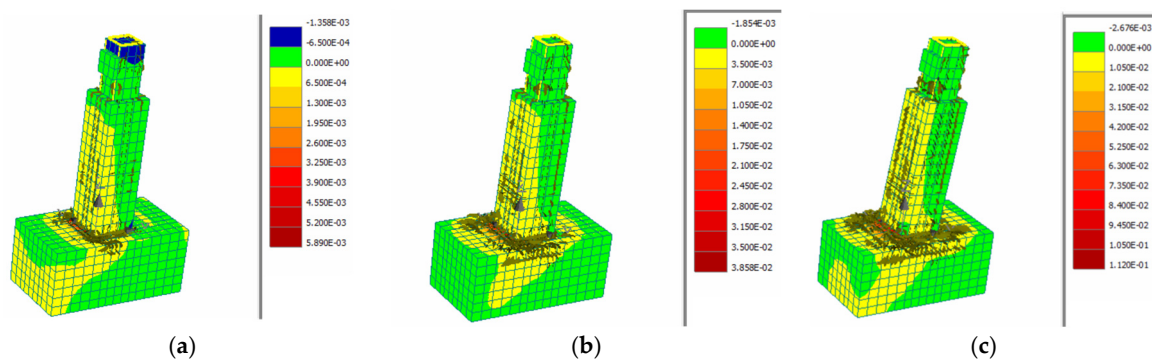 -1.358E-03
-6.500E-04
0.000E+00
6.500E-04
1.300E-03
1.950E-03
2.600E-03
3.250E-03
3.900E-03
4.550E-03
5.200E-03
5.890E-03
(a)
-1.854E-03
0.000E+00
3.500E-03
7.000E-03
1.050E-02
1.400E-02
1.750E-02
2.100E-02
2.450E-02
2.800E-02
3.150E-02
3.500E-02
3.858E-02
(b)
-2.676E-03
0.000E+00
1.050E-02
2.100E-02
3.150E-02
4.200E-02
5.250E-02
6.300E-02
7.350E-02
8.400E-02
9.450E-02
1.050E-01
1.120E-01
(c)